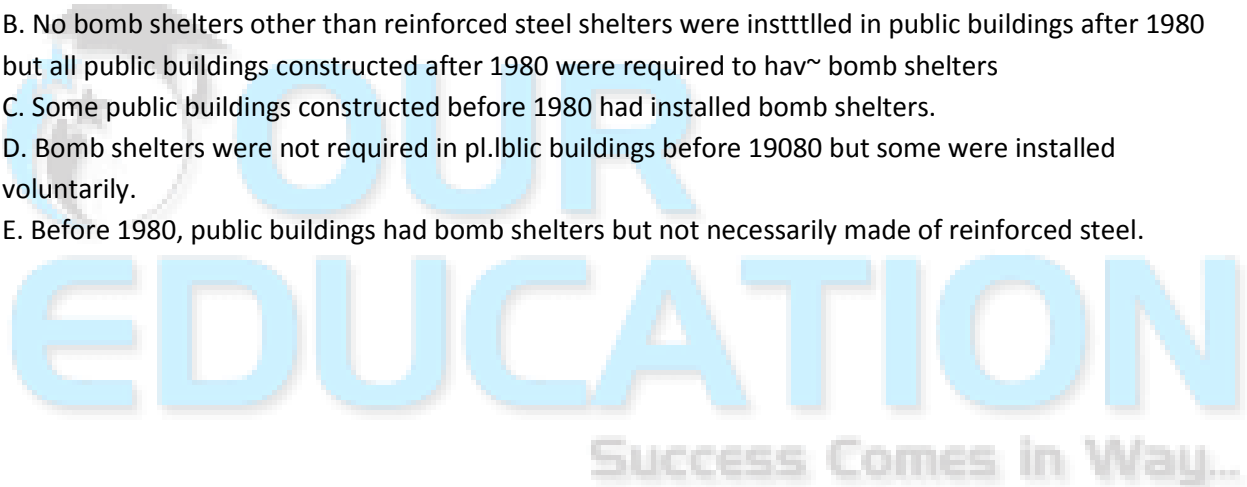 B. No bomb shelters other than reinforced steel shelters were instttlled in public buildings after 1980
but all public buildings constructed after 1980 were required to hav~ bomb shelters
C. Some public buildings constructed before 1980 had installed bomb shelters.
D. Bomb shelters were not required in pl.lblic buildings before 19080 but some were installed
voluntarily.
E. Before 1980, public buildings had bomb shelters but not necessarily made of reinforced steel.
OUR
EDUCATION
Success Comes in Way...